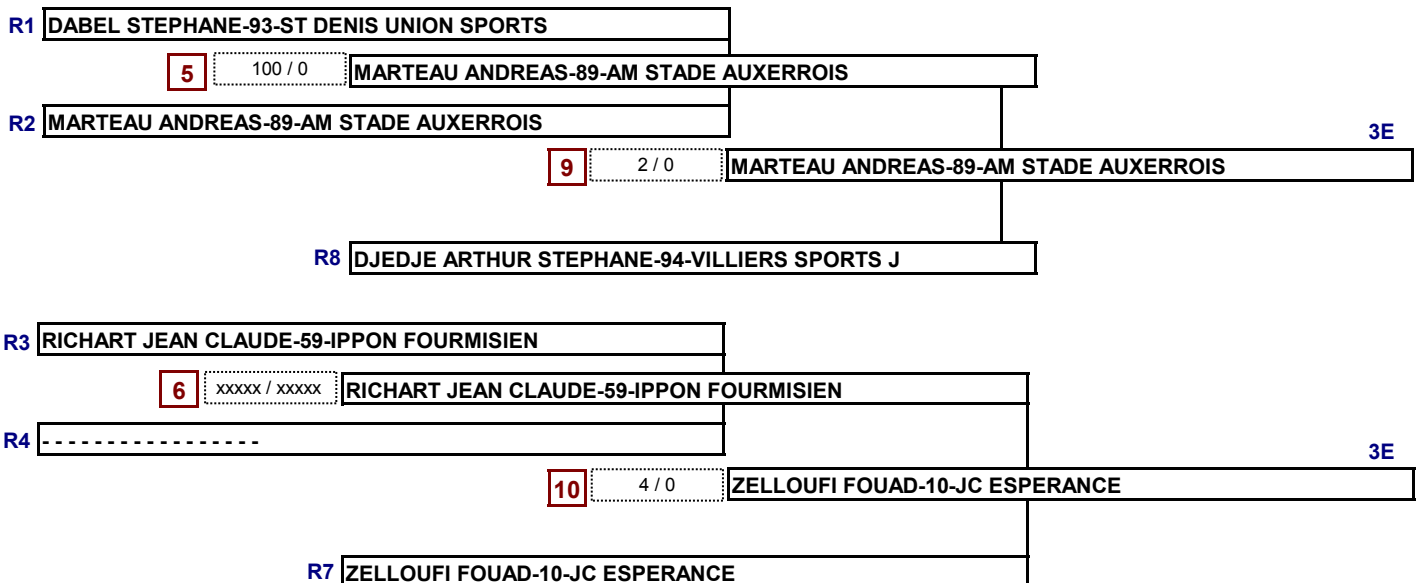 R1 DABEL STEPHANE-93-ST DENIS UNION SPORTS
5 100 / 0 MARTEAU ANDREAS-89-AM STADE AUXERROIS
R2 MARTEAU ANDREAS-89-AM STADE AUXERROIS
3E
9 2 / 0 MARTEAU ANDREAS-89-AM STADE AUXERROIS
R8 DJEDJE ARTHUR STEPHANE-94-VILLIERS SPORTS J
R3 RICHART JEAN CLAUDE-59-IPPON FOURMISIEN
6 xxxxx / xxxxx RICHART JEAN CLAUDE-59-IPPON FOURMISIEN
R4 - - - - - - - - - - - - - - - - -
3E
10 4 / 0 ZELLOUFI FOUAD-10-JC ESPERANCE
R7 ZELLOUFI FOUAD-10-JC ESPERANCE